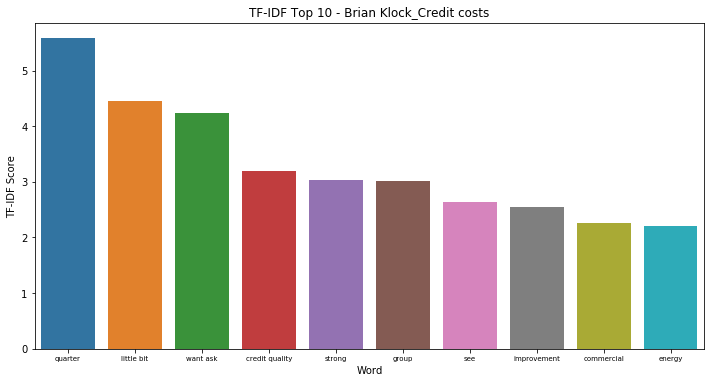 TF-IDF Top 10 - Brian Klock_Credit costs
TF-IDF Score
5
4
3
2
1
0
quarter little bit want ask credit quality strong group see improvement commercial energy
Word